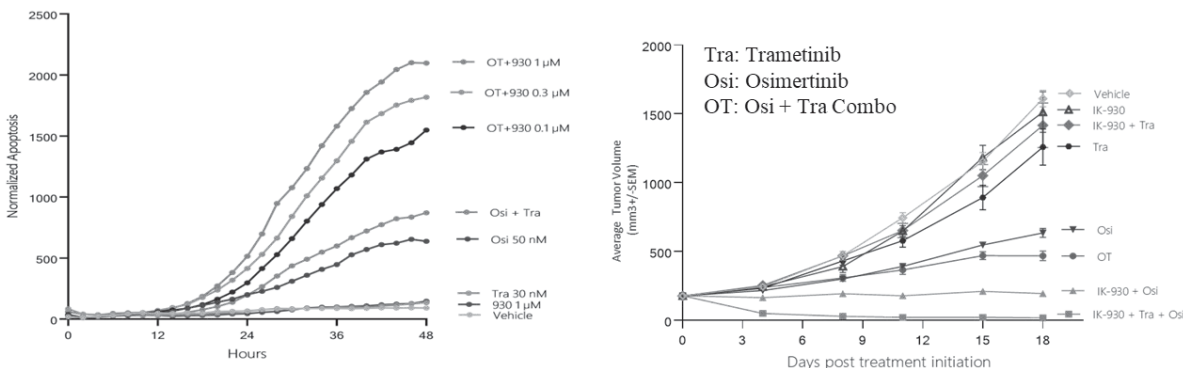 2500
2000
1500
1000
500
0
Normalized Apoptosis
0 12 24 36 48
Hours
OT+930 1 µM
OT+930 0.3 µM
OT+930 0.1 µM
Osi + Tra
Osi 50 nM
Tra 30 nM
930 1 µM
Vehicle
Tra: Trametinib
Osi: Osimertinib
OT: Osi + Tra Combo
2000
1500
1000
500
0
Average Tumor Volume
(mm3+/-SEM)
0 3 6 9 12 15 18
Days post treatment initiation
Vehicle
IK-930
IK-930 + Tra
Tra
Osi
OT
IK-930 + Osi
IK-930 + Tra + Osi